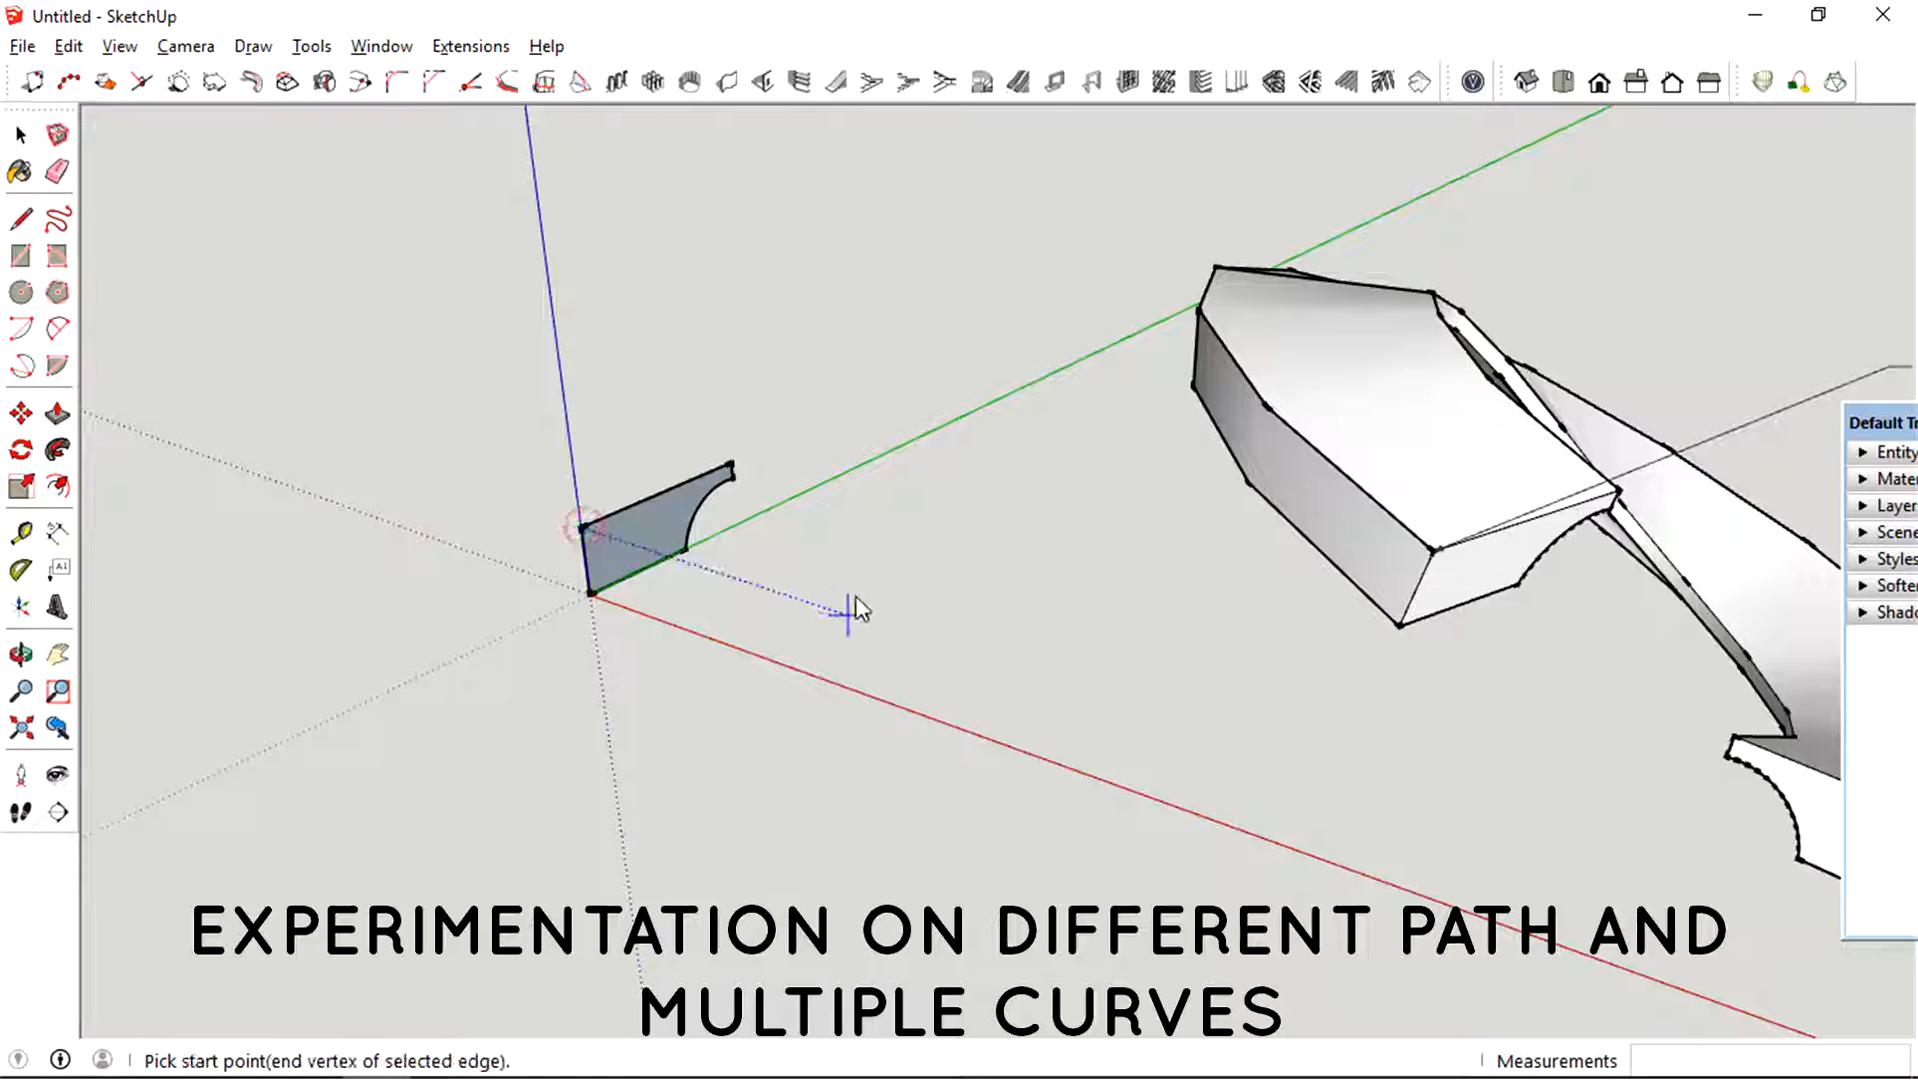 Untitled - SketchUp
File Edit View Camera Draw Tools Window Extensions Help
Default Tr
Entity
Mater
Layer
Scene
Styles
Softer
Shado
EXPERIMENTATION ON DIFFERENT PATH AND
MULTIPLE CURVES
Pick start point(end vertex of selected edge). Measurements